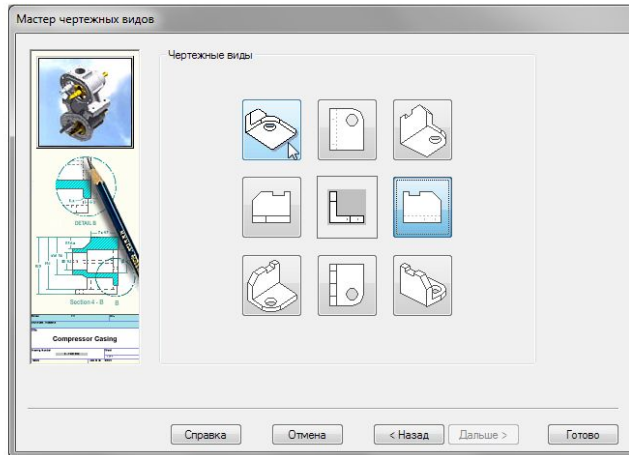 Мастер чертежных видов
Чертежные виды
DETAIL B
Section A - B
B
Compressor Casing
Справка
Отмена
< Назад
Дальше >
Готово